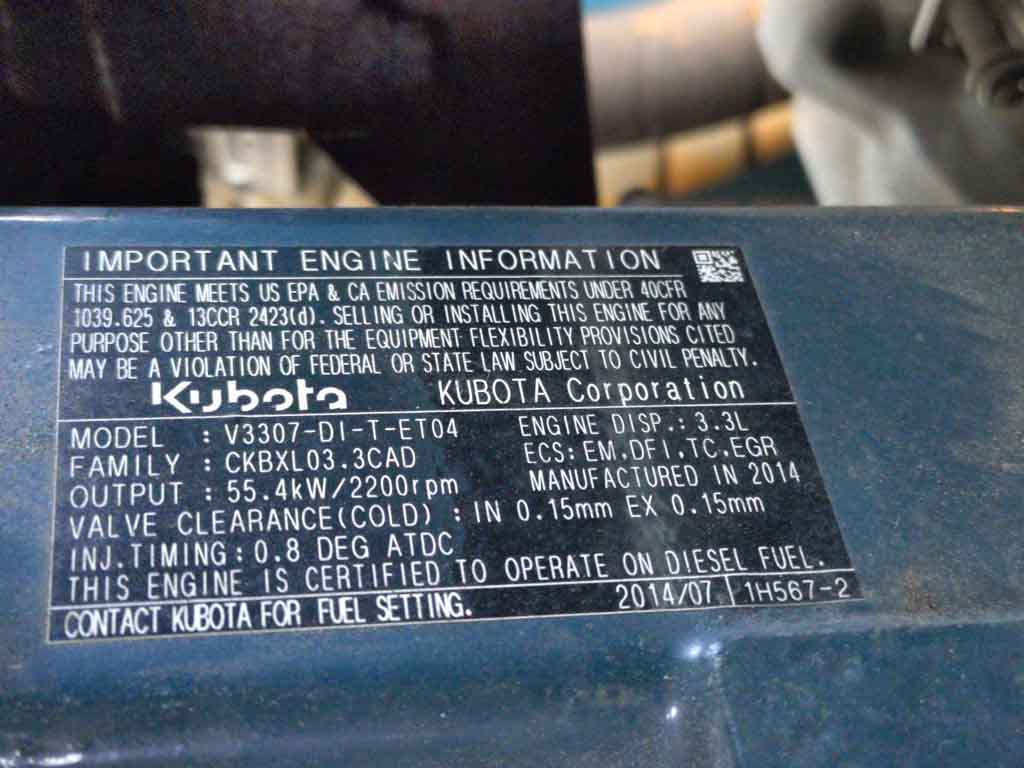 IMPORTANT ENGINE INFORMATION
THIS ENGINE MEETS US EPA & CA EMISSION REQUIREMENTS UNDER 40CFR
1039.625 & 13CCR 2423(d). SELLING OR INSTALLING THIS ENGINE FOR ANY
PURPOSE OTHER THAN FOR THE EQUIPMENT FLEXIBILITY PROVISIONS CITED
MAY BE A VIOLATION OF FEDERAL OR STATE LAW SUBJECT TO CIVIL PENALTY.
Kubota KUBOTA Corporation
MODEL : V3307-DI-T-ET04 ENGINE DISP.: 3.3L
FAMILY : CKBXL03.3CAD ECS: EM.DFI.TC.EGR
OUTPUT : 55.4kW/2200rpm MANUFACTURED IN 2014
VALVE CLEARANCE(COLD) : IN 0.15mm EX 0.15mm
INJ.TIMING: 0.8 DEG ATDC
THIS ENGINE IS CERTIFIED TO OPERATE ON DIESEL FUEL.
CONTACT KUBOTA FOR FUEL SETTING. 2014/07 1H567-2